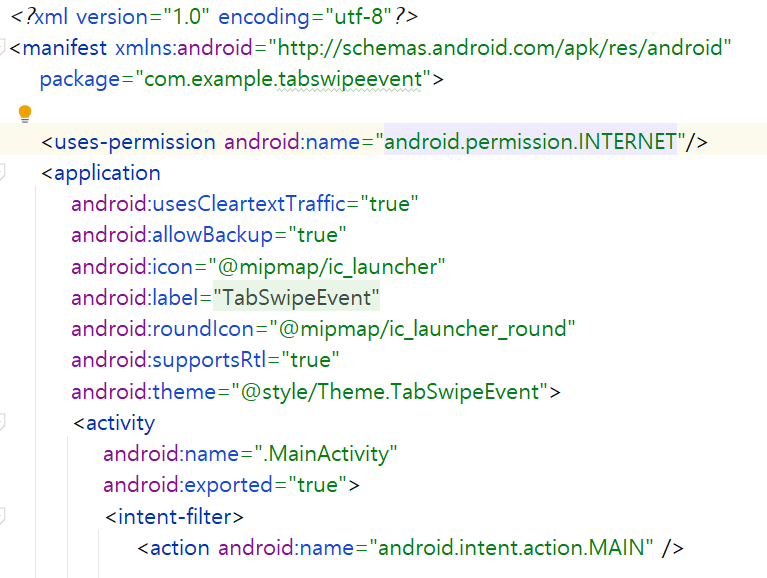 <?xml version="1.0" encoding="utf-8"?>
<manifest xmlns:android="http://schemas.android.com/apk/res/android"
package="com.example.tabswipeevent">
<uses-permission android:name="android.permission.INTERNET"/>
<application
android:usesCleartextTraffic="true"
android:allowBackup="true"
android:icon="@mipmap/ic_launcher"
android:label="TabSwipeEvent"
android:roundIcon="@mipmap/ic_launcher_round"
android:supportsRtl="true"
android:theme="@style/Theme.TabSwipeEvent">
<activity
android:name=".MainActivity"
android:exported="true">
<intent-filter>
<action android:name="android.intent.action.MAIN" />